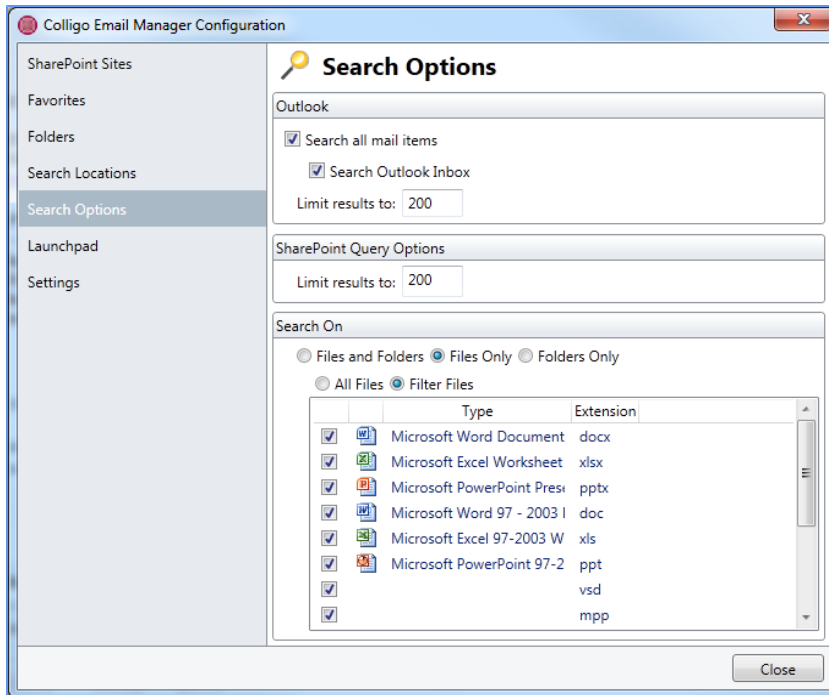 Colligo Email Manager Configuration
SharePoint Sites
Favorites
Folders
Search Locations
Search Options
Launchpad
Settings
Search Options
Outlook
Search all mail items
Search Outlook Inbox
Limit results to: 200
SharePoint Query Options
Limit results to: 200
Search On
Files and Folders Files Only Folders Only
All Files Filter Files
Type Extension
Microsoft Word Document docx
Microsoft Excel Worksheet xlsx
Microsoft PowerPoint Prese pptx
Microsoft Word 97 - 2003 doc
Microsoft Excel 97-2003 W xls
Microsoft PowerPoint 97-2 ppt
vsd
mpp
Close